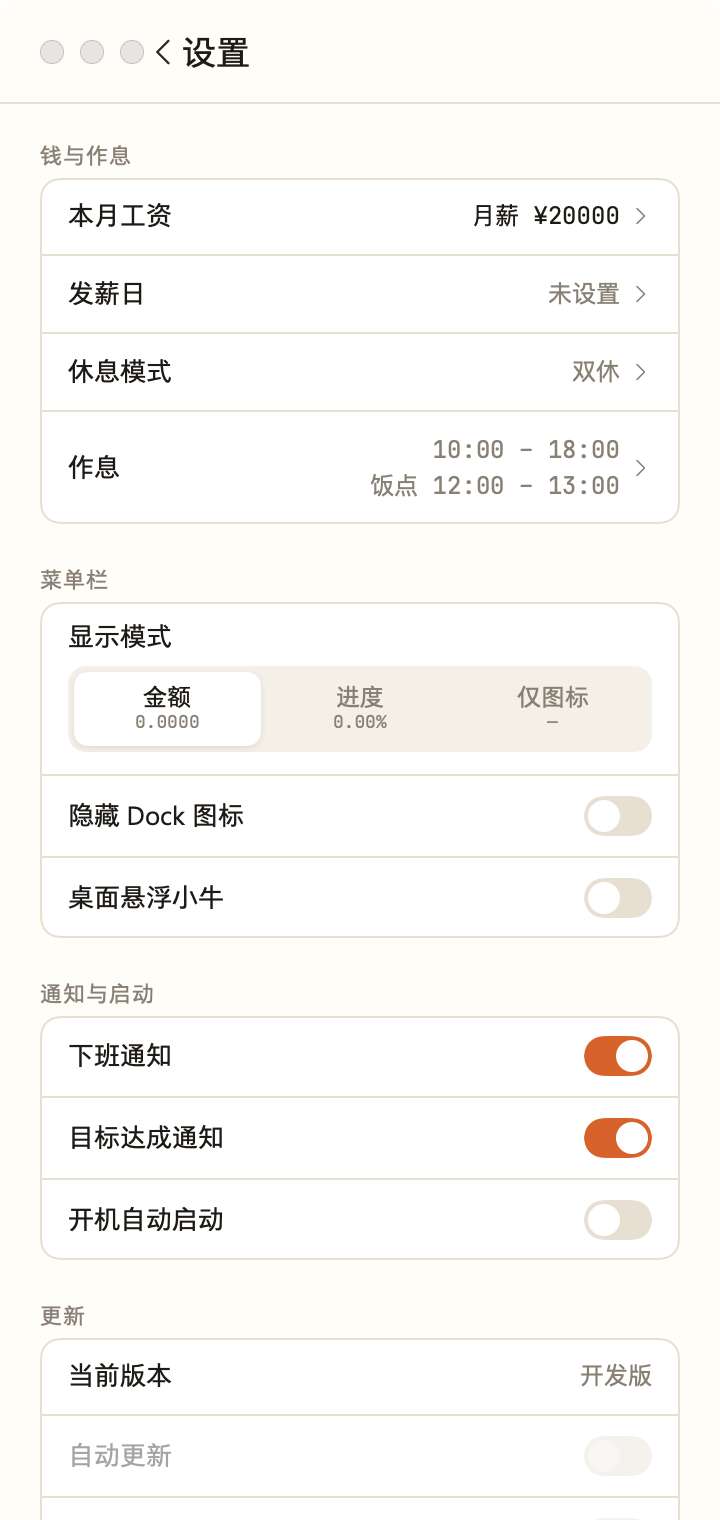 设置
钱与作息
本月工资 月薪 ¥20000
发薪日 未设置
休息模式 双休
作息 10:00 – 18:00
饭点 12:00 – 13:00
菜单栏
显示模式
金额 进度 仅图标
0.0000 0.00% —
隐藏 Dock 图标
桌面悬浮小牛
通知与启动
下班通知
目标达成通知
开机自动启动
更新
当前版本 开发版
自动更新